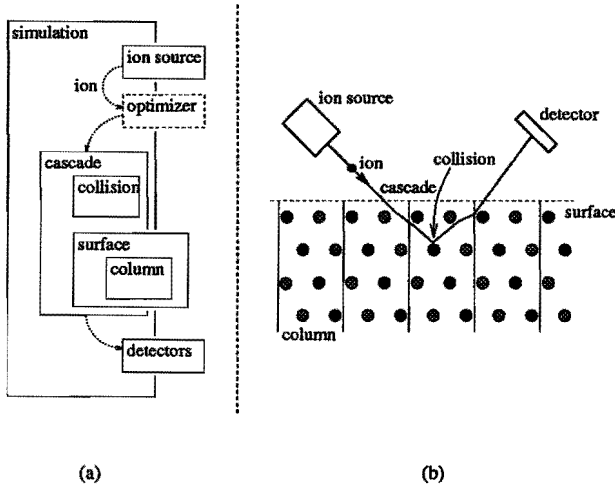 simulation
ion source
ion
optimizer
cascade
collision
surface
column
detectors
(a)
ion source
detector
ion
collision
cascade
surface
column
(b)